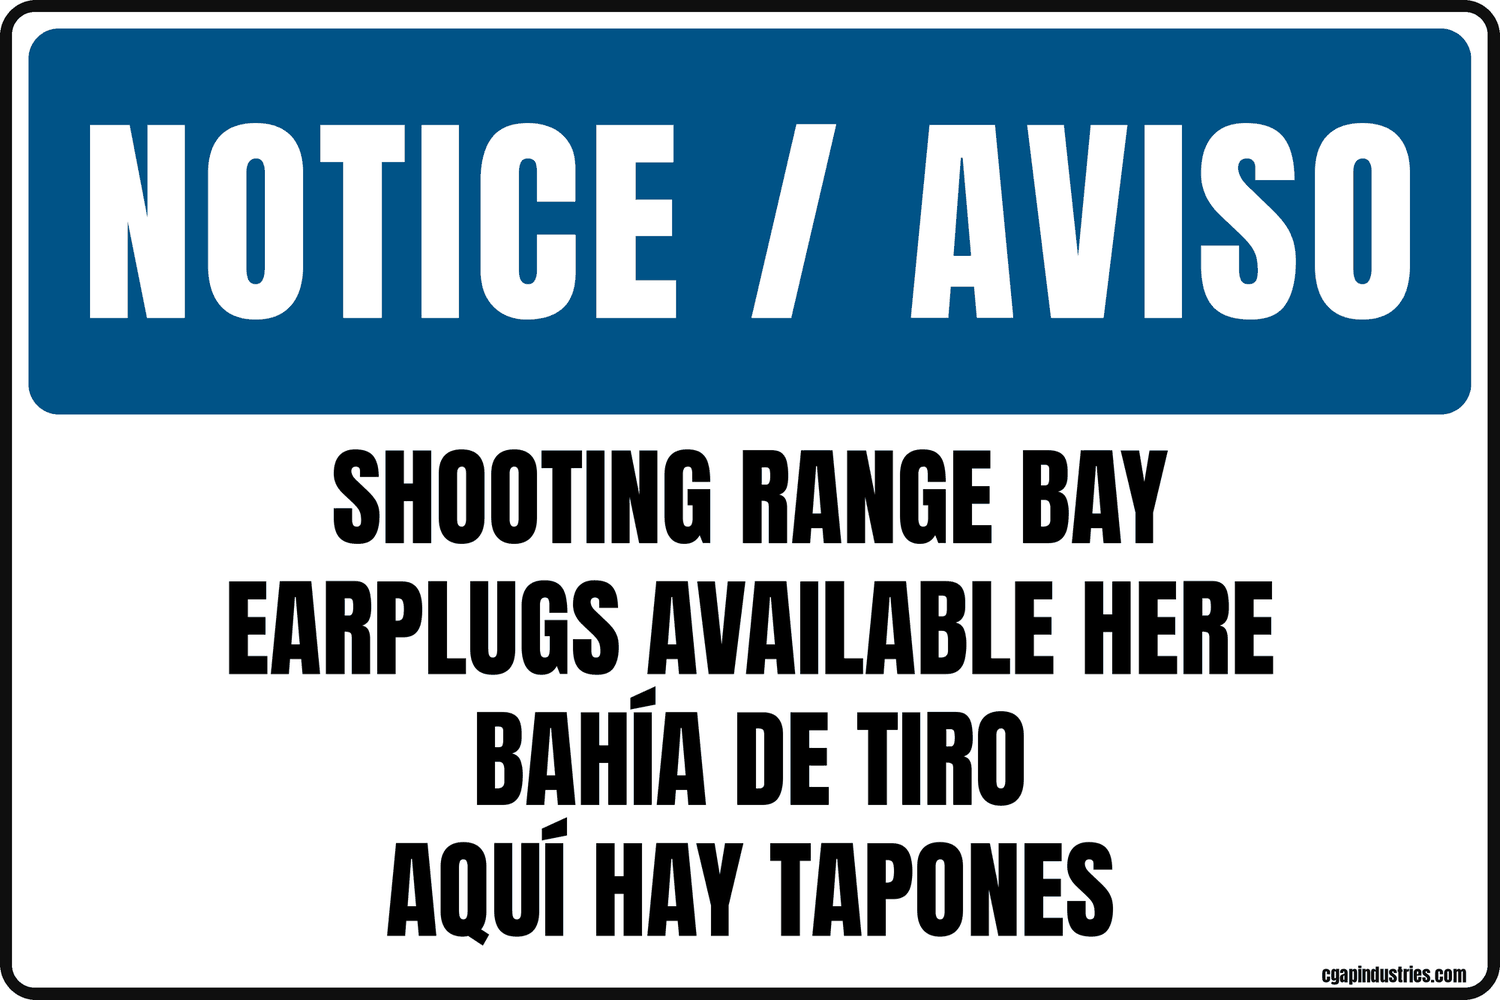 NOTICE / AVISO
SHOOTING RANGE BAY
EARPLUGS AVAILABLE HERE
BAHÍA DE TIRO
AQUÍ HAY TAPONES
cgapindustries.com